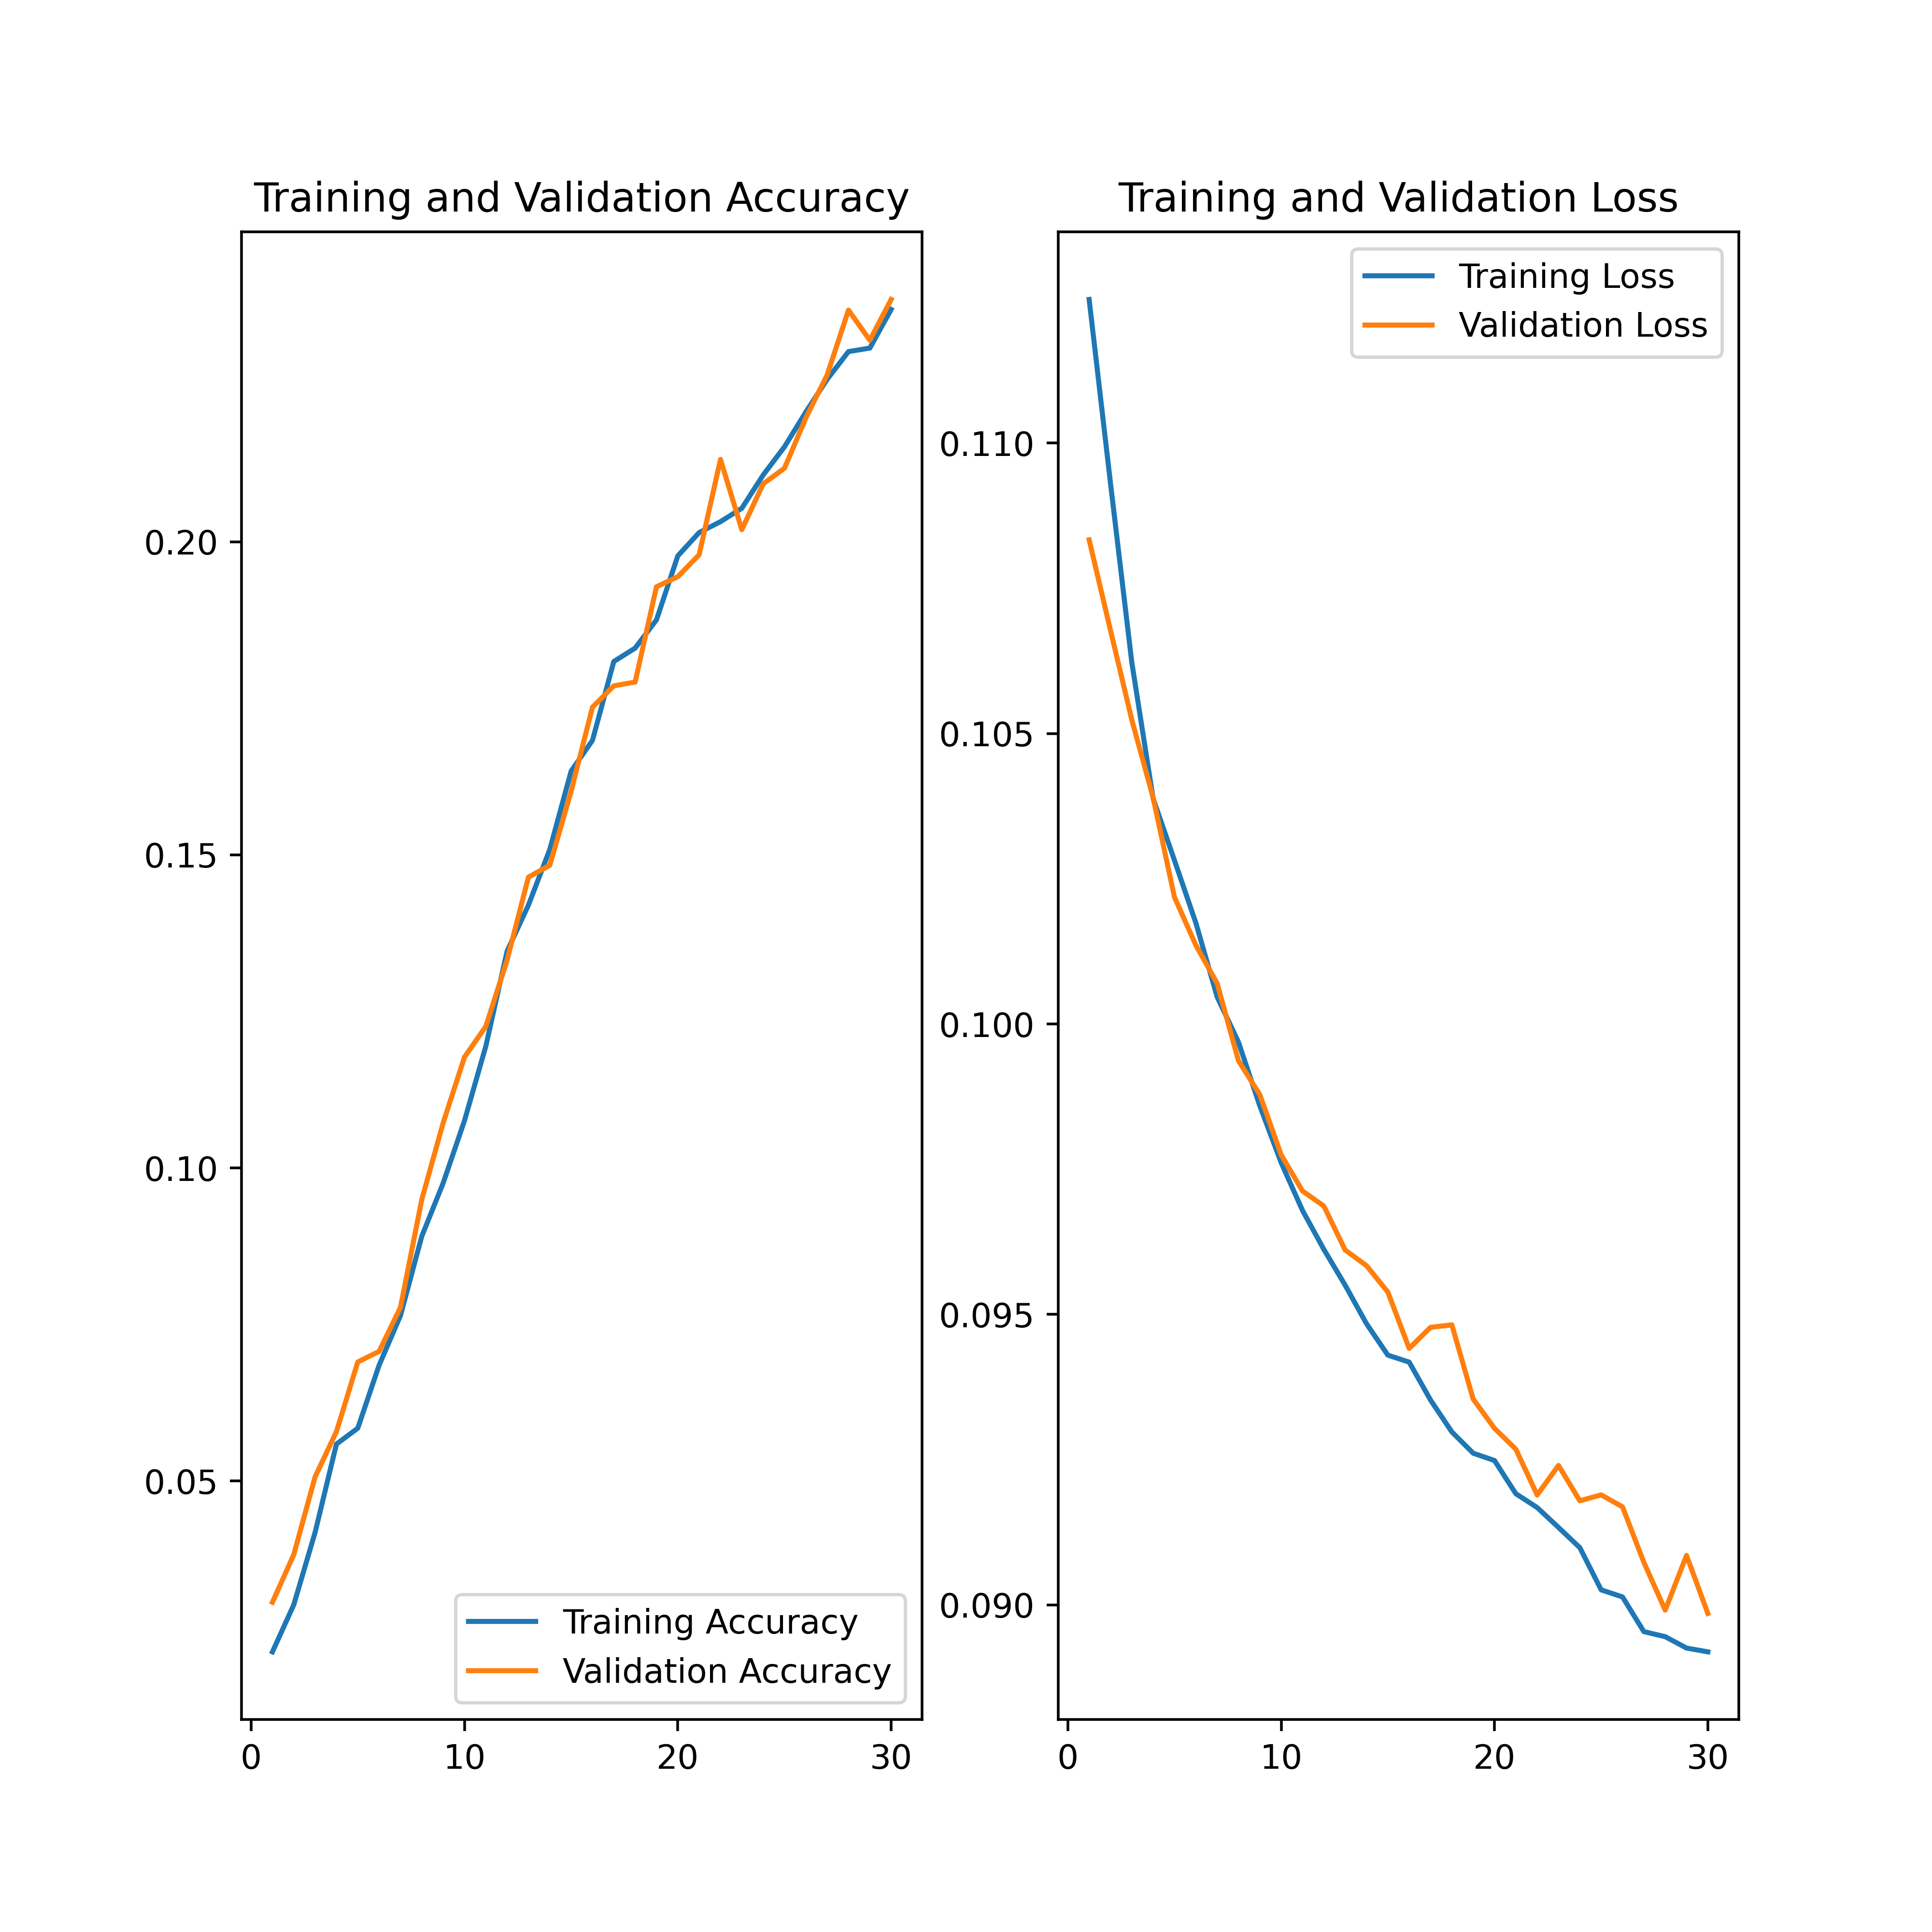 Training and Validation Accuracy
0.20
0.15
0.10
0.05
Training Accuracy
Validation Accuracy
0 10 20 30
Training and Validation Loss
Training Loss
Validation Loss
0.110
0.105
0.100
0.095
0.090
0 10 20 30